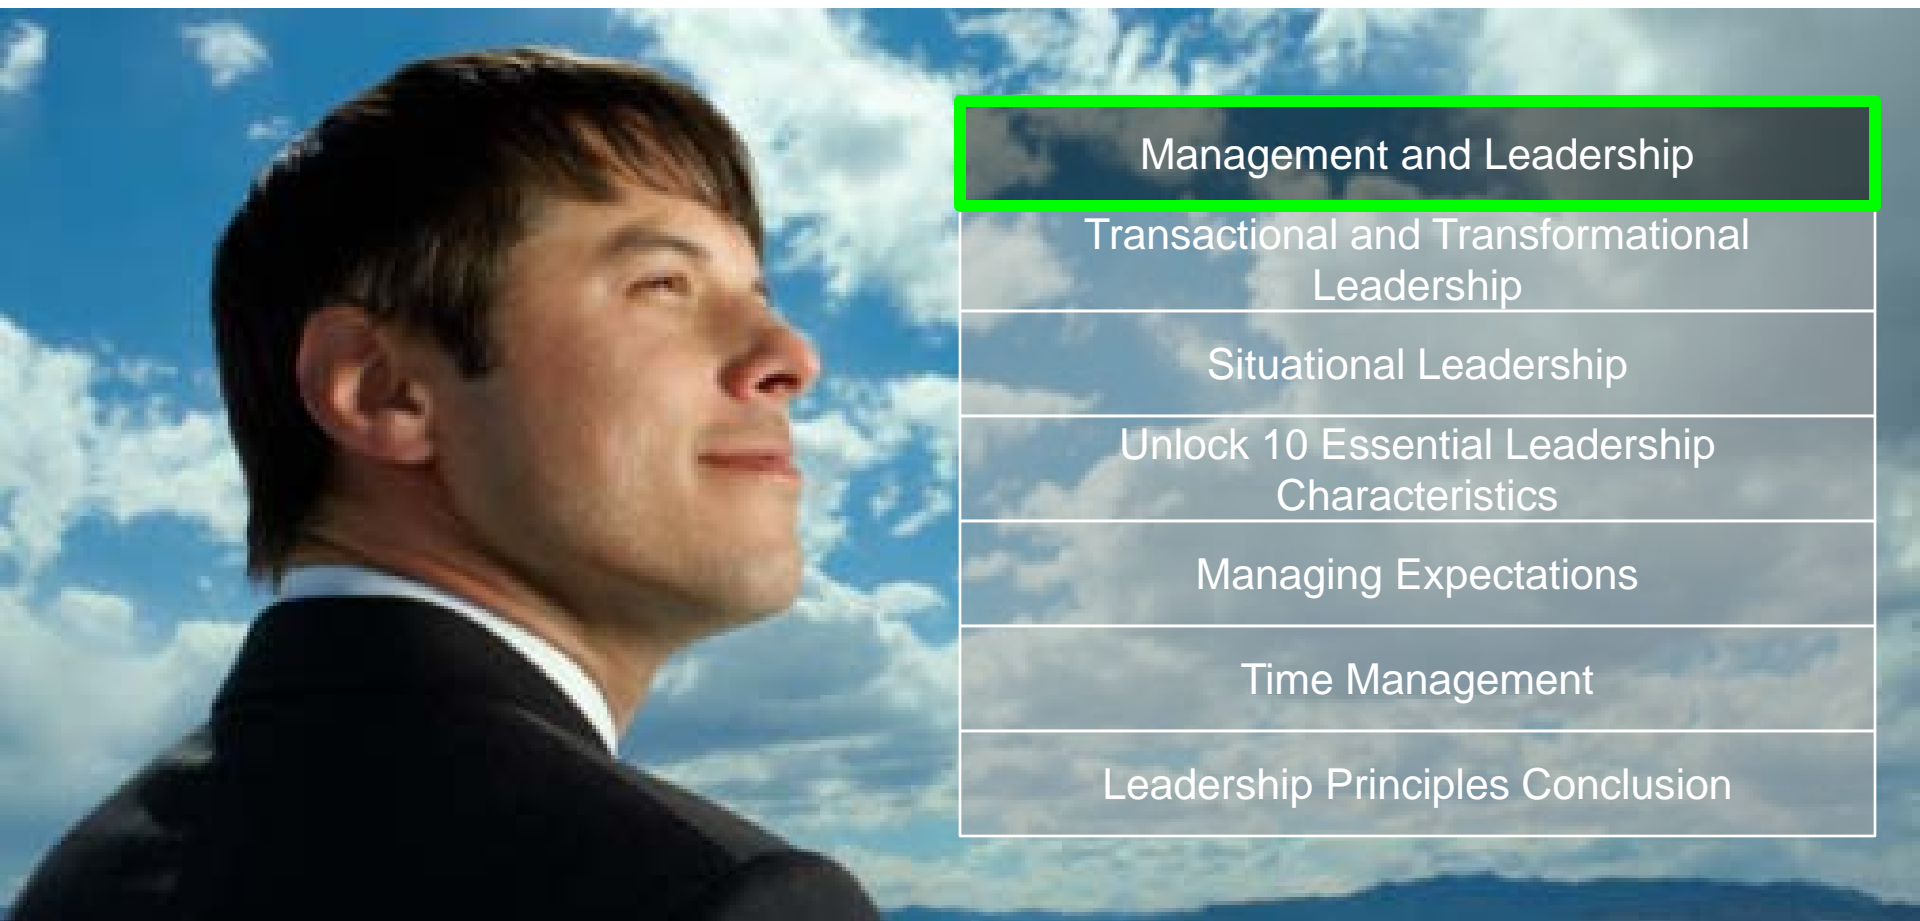 Management and Leadership
Transactional and Transformational
Leadership
Situational Leadership
Unlock 10 Essential Leadership
Characteristics
Managing Expectations
Time Management
Leadership Principles Conclusion